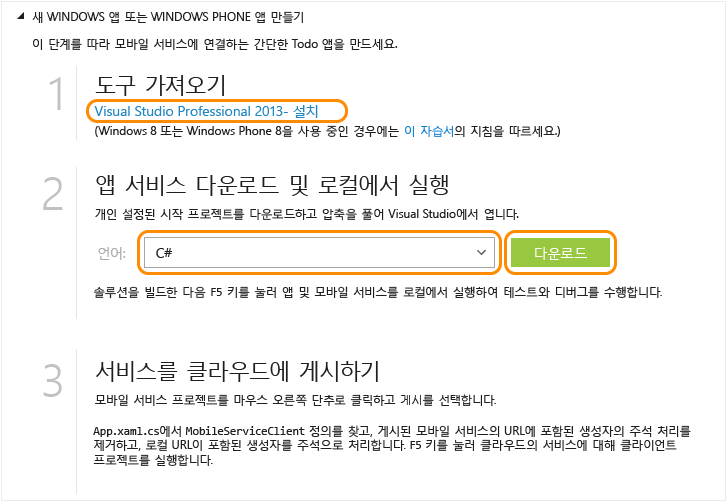 새 WINDOWS 앱 또는 WINDOWS PHONE 앱 만들기
이 단계를 따라 모바일 서비스에 연결하는 간단한 Todo 앱을 만드세요.
1
도구 가져오기
Visual Studio Professional 2013- 설치
(Windows 8 또는 Windows Phone 8을 사용 중인 경우에는 이 자습서의 지침을 따르세요.)
2
앱 서비스 다운로드 및 로컬에서 실행
개인 설정된 시작 프로젝트를 다운로드하고 압축을 풀어 Visual Studio에서 엽니다.
언어: C# 다운로드
솔루션을 빌드한 다음 F5 키를 눌러 앱 및 모바일 서비스를 로컬에서 실행하여 테스트와 디버그를 수행합니다.
3
서비스를 클라우드에 게시하기
모바일 서비스 프로젝트를 마우스 오른쪽 단추로 클릭하고 게시를 선택합니다.
App.xaml.cs에서 MobileServiceClient 정의를 찾고, 게시된 모바일 서비스의 URL에 포함된 생성자의 주석 처리를
제거하고, 로컬 URL이 포함된 생성자를 주석으로 처리합니다. F5 키를 눌러 클라우드의 서비스에 대해 클라이언트
프로젝트를 실행합니다.